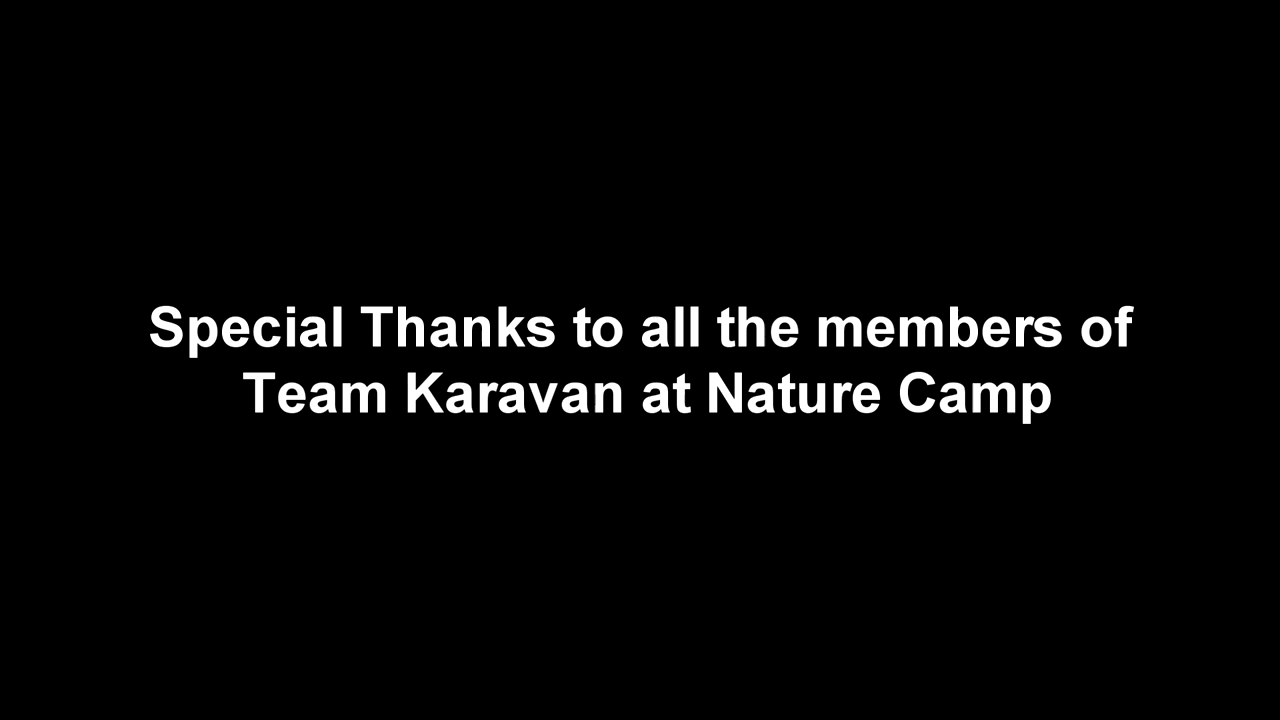 Special Thanks to all the members of
Team Karavan at Nature Camp